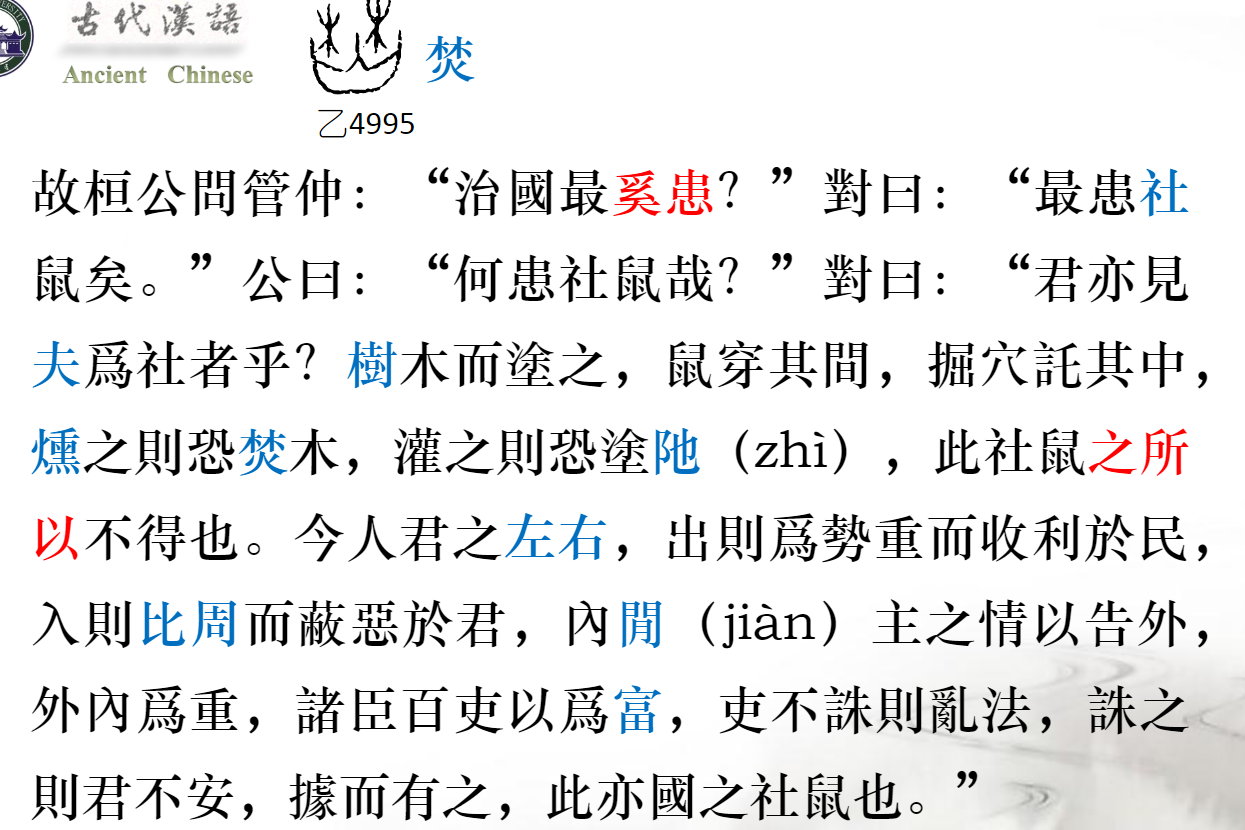 古代漢語
Ancient Chinese
焚
乙4995
故桓公問管仲：“治國最奚患？”對曰：“最患社
鼠矣。”公曰：“何患社鼠哉？”對曰：“君亦見
夫爲社者乎？樹木而塗之，鼠穿其間，掘穴託其中，
燻之則恐焚木，灌之則恐塗阤（zhì），此社鼠之所
以不得也。今人君之左右，出則爲勢重而收利於民，
入則比周而蔽惡於君，內閒（jiàn）主之情以告外，
外內爲重，諸臣百吏以爲富，吏不誅則亂法，誅之
則君不安，據而有之，此亦國之社鼠也。”